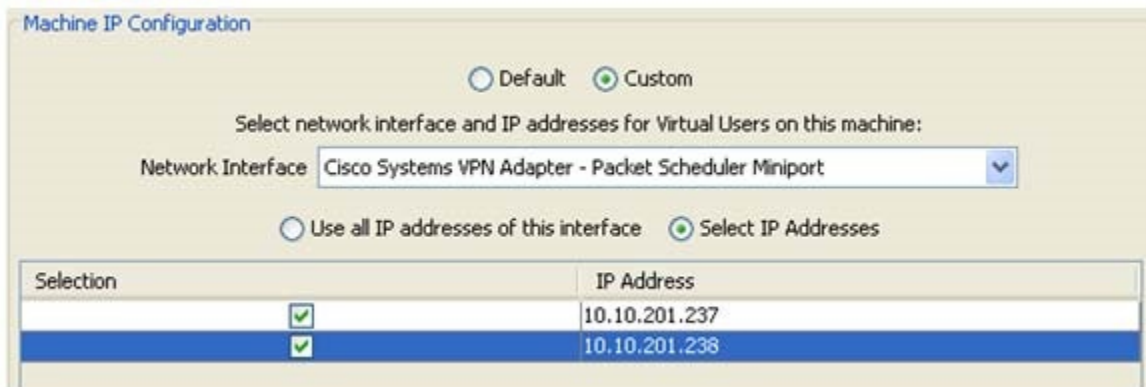 Machine IP Configuration
Default Custom
Select network interface and IP addresses for Virtual Users on this machine:
Network Interface Cisco Systems VPN Adapter - Packet Scheduler Miniport
Use all IP addresses of this interface Select IP Addresses
Selection IP Address
10.10.201.237
10.10.201.238